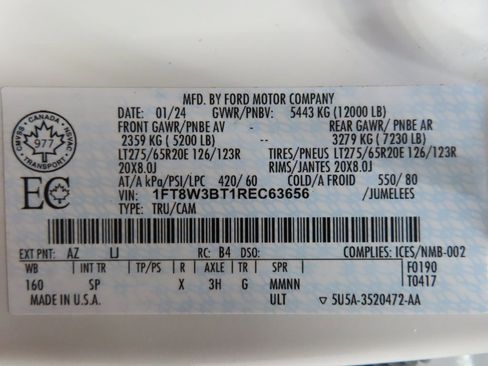 MFD. BY FORD MOTOR COMPANY
DATE: 01/24 GVWR/PNBV: 5443 KG (12000 LB)
FRONT GAWR/ PNBE AV REAR GAWR/ PNBE AR
2359 KG ( 5200 LB) -- 3279 KG ( 7230 LB)
LT275/65R20E 126/123R TIRES/PNEUS LT275/65R20E 126/123R
20X8.0J RIMS/JANTES 20X8.0J
AT/A kPa/PSI/LPC 420/ 60 COLD/A FROID 550/ 80
VIN: 1FT8W3BT1REC63656 /JUMELEES
TYPE: TRU/CAM
CANADA
CMVSS NSVAC
977
TRANSPORT
EC
EXT PNT: AZ UJ RC: B4 DSO: COMPLIES: ICES/NMB-002
WB INT TR TP/PS R AXLE TR SPR F0190
160 SP X 3H G MMNN T0417
MADE IN U.S.A. ULT ▽ 5U5A-3520472-AA